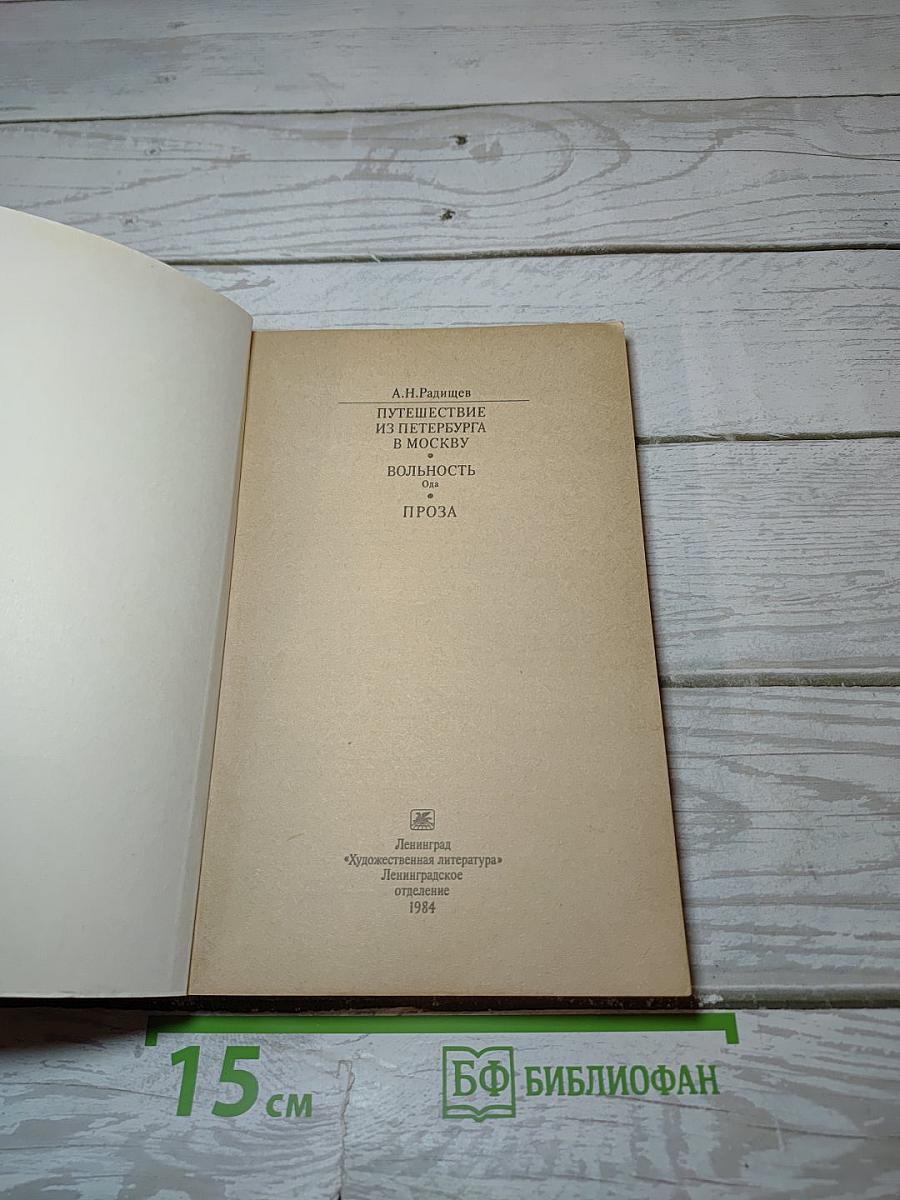 А.Н.Радищев
ПУТЕШЕСТВИЕ
ИЗ ПЕТЕРБУРГА
В МОСКВУ
ВОЛЬНОСТЬ
Ода
ПРОЗА
Ленинград
«Художественная литература»
Ленинградское
отделение
1984
15 см
БФ БИБЛИОФАН